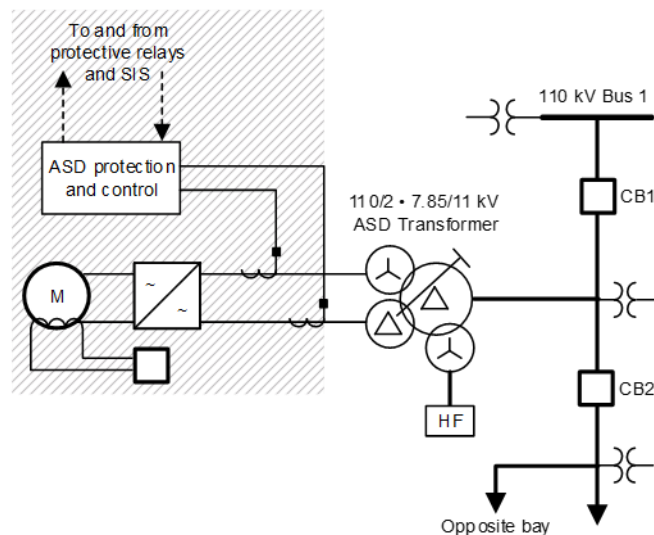 To and from
protective relays
and SIS
110 kV Bus 1
ASD protection
and control
CB1
110/2 • 7.85/11 kV
ASD Transformer
M
~
~
CB2
HF
Opposite bay